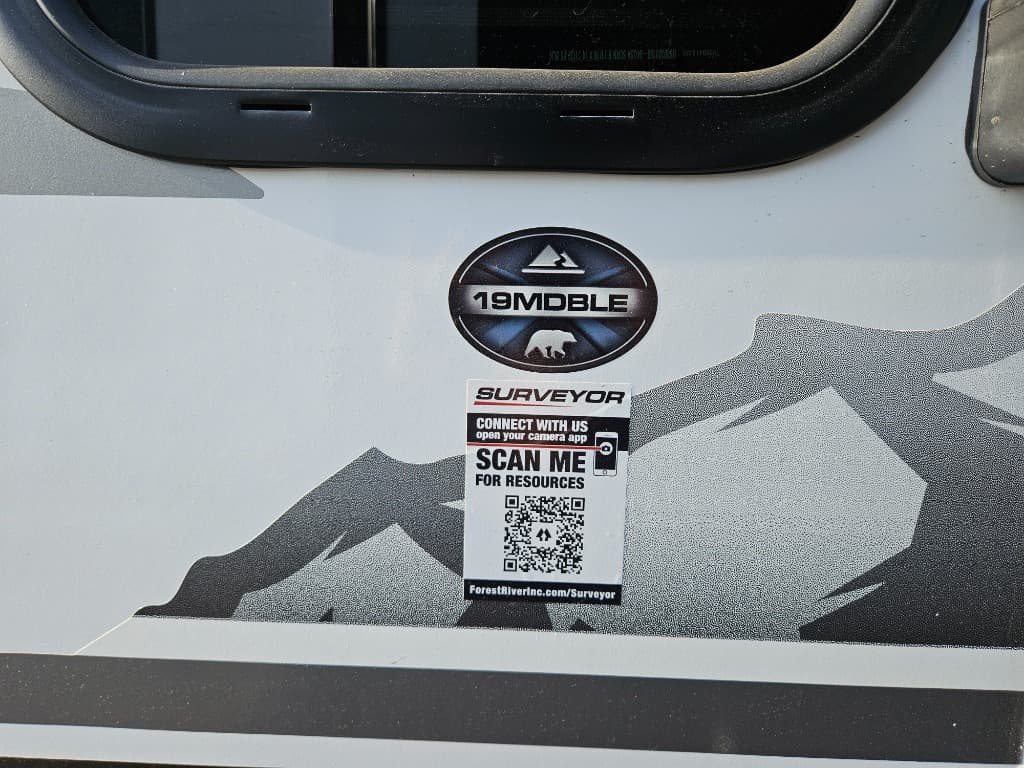 19MDBLE
SURVEYOR
CONNECT WITH US
open your camera app
SCAN ME
FOR RESOURCES
ForestRiverInc.com/Surveyor